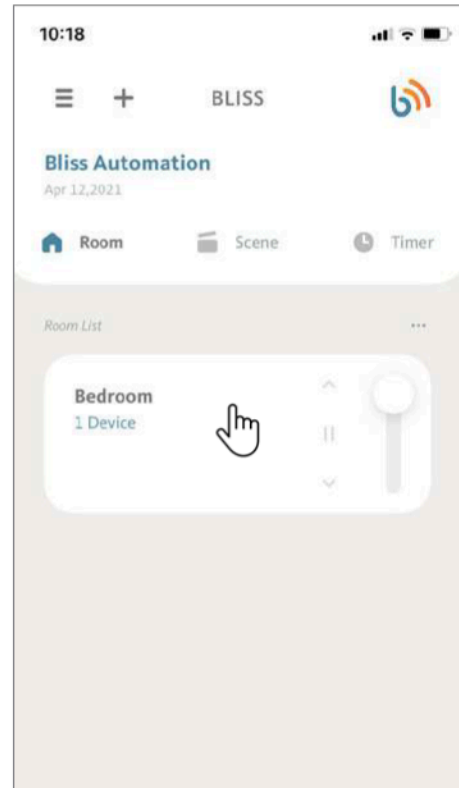 10:18
BLISS
Bliss Automation
Apr 12,2021
Room Scene Timer
Room List
Bedroom
1 Device